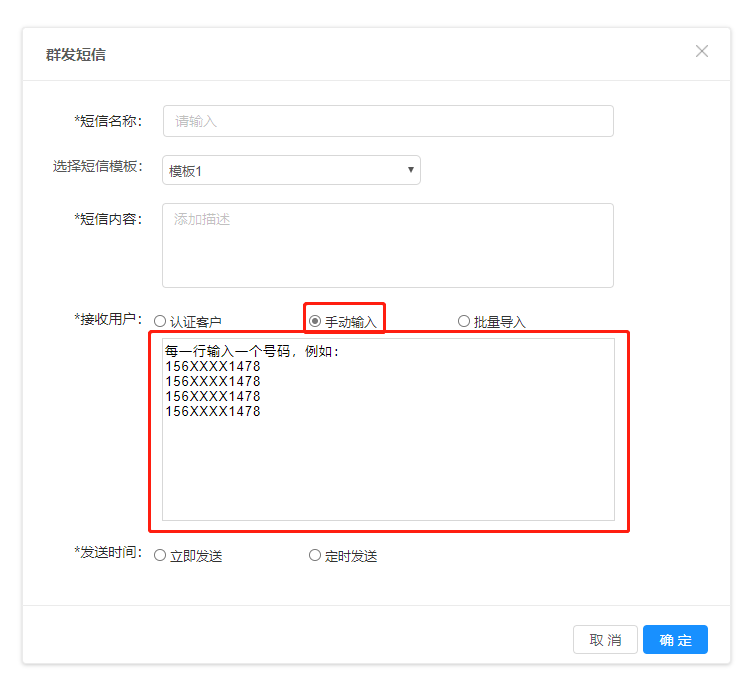 群发短信
*短信名称：
请输入
选择短信模板：
模板1
*短信内容：
添加描述
*接收用户：
认证客户
手动输入
批量导入
每一行输入一个号码，例如：
156XXXX1478
156XXXX1478
156XXXX1478
156XXXX1478
*发送时间：
立即发送
定时发送
取 消
确 定